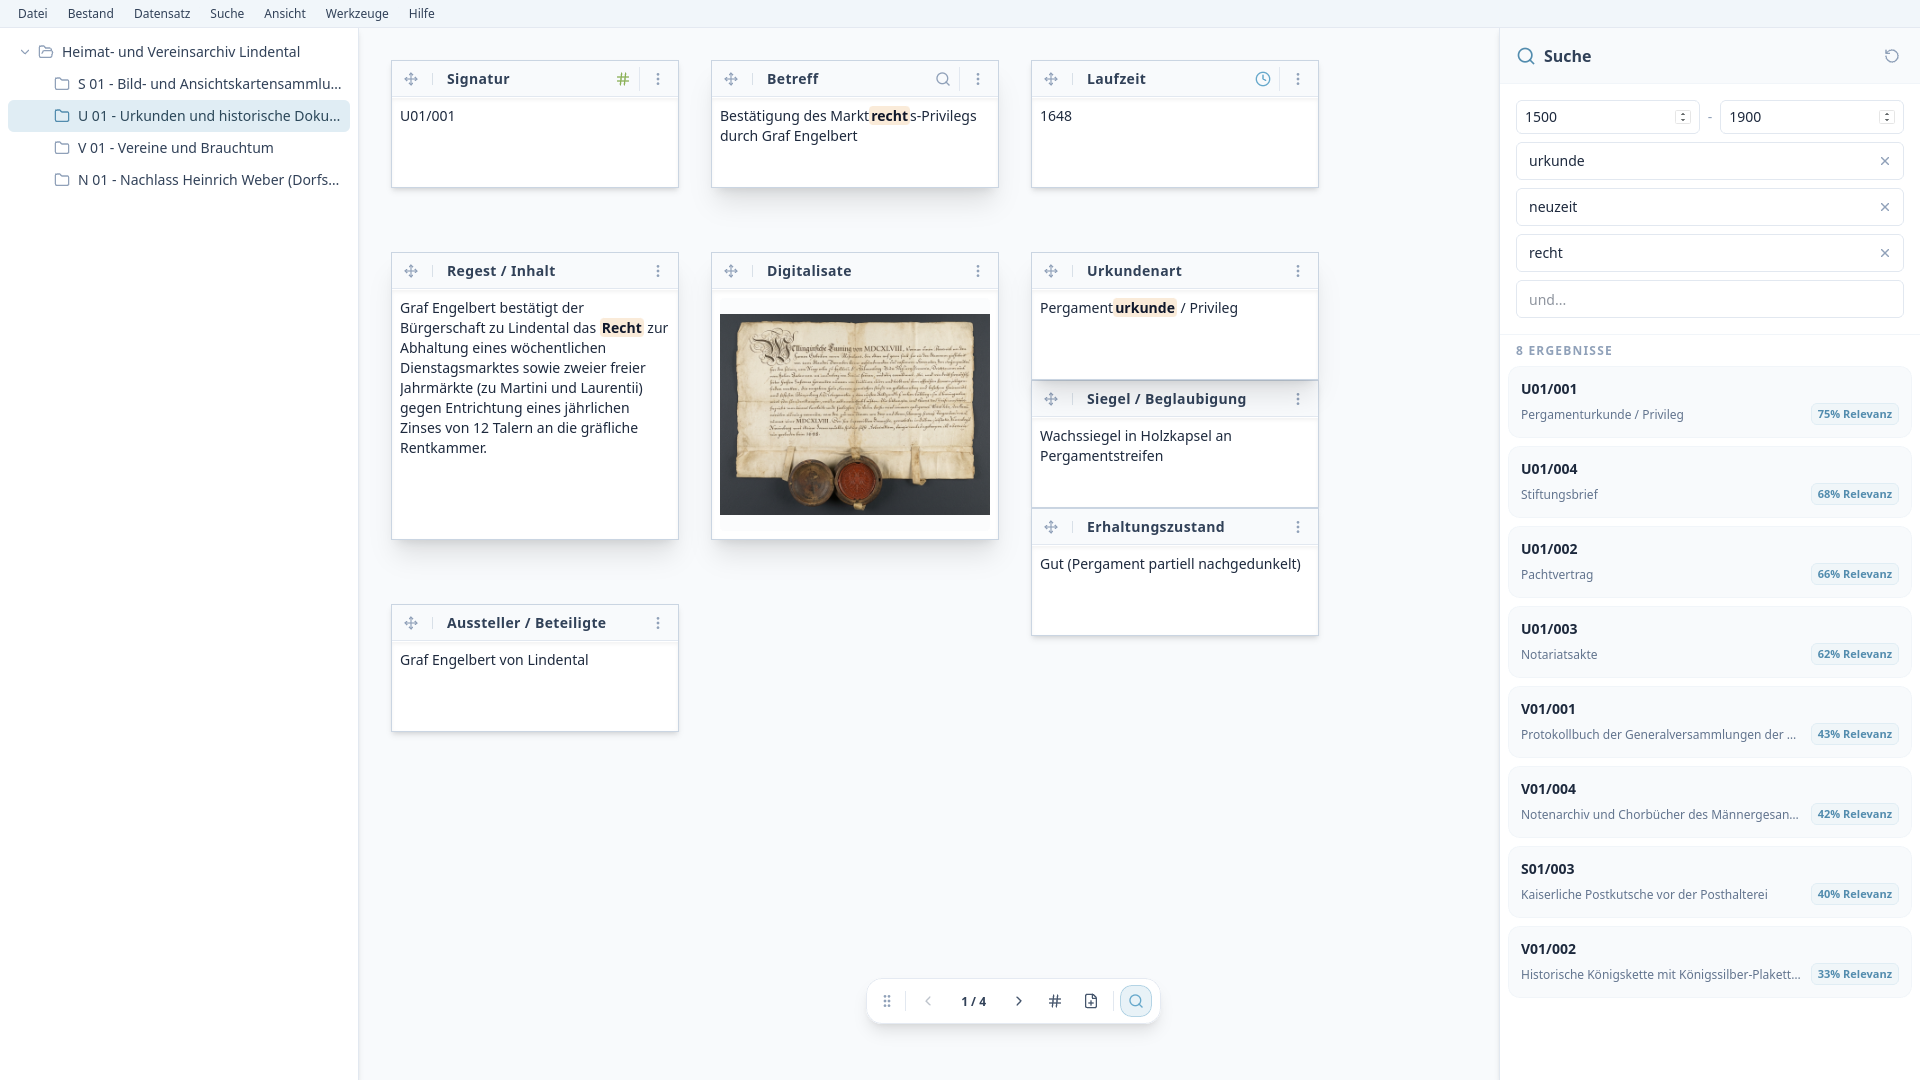 Datei Bestand Datensatz Suche Ansicht Werkzeuge Hilfe
Heimat- und Vereinsarchiv Lindental
S 01 - Bild- und Ansichtskartensammlu...
U 01 - Urkunden und historische Doku...
V 01 - Vereine und Brauchtum
N 01 - Nachlass Heinrich Weber (Dorfs...
Signatur
U01/001
Betreff
Bestätigung des Marktrechts-Privilegs
durch Graf Engelbert
Laufzeit
1648
Regest / Inhalt
Graf Engelbert bestätigt der
Bürgerschaft zu Lindental das Recht zur
Abhaltung eines wöchentlichen
Dienstagsmarktes sowie zweier freier
Jahrmärkte (zu Martini und Laurentii)
gegen Entrichtung eines jährlichen
Zinses von 12 Talern an die gräfliche
Rentkammer.
Digitalisate
Urkundenart
Pergamenturkunde / Privileg
Siegel / Beglaubigung
Wachssiegel in Holzkapsel an
Pergamentstreifen
Erhaltungszustand
Gut (Pergament partiell nachgedunkelt)
Aussteller / Beteiligte
Graf Engelbert von Lindental
1 / 4
Suche
1500 - 1900
urkunde
neuzeit
recht
und...
8 ERGEBNISSE
U01/001
Pergamenturkunde / Privileg 75% Relevanz
U01/004
Stiftungsbrief 68% Relevanz
U01/002
Pachtvertrag 66% Relevanz
U01/003
Notariatsakte 62% Relevanz
V01/001
Protokollbuch der Generalversammlungen der ... 43% Relevanz
V01/004
Notenarchiv und Chorbücher des Männergesan... 42% Relevanz
S01/003
Kaiserliche Postkutsche vor der Posthalterei 40% Relevanz
V01/002
Historische Königskette mit Königssilber-Plakett... 33% Relevanz